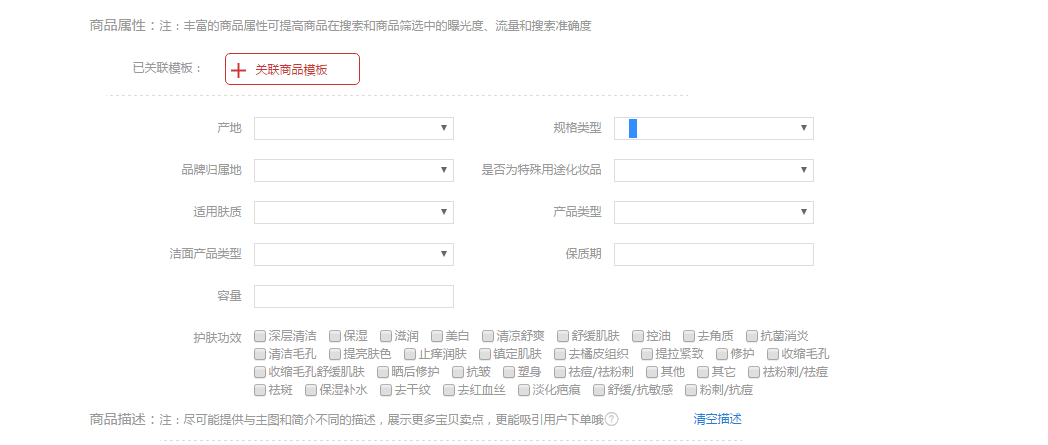 商品属性：注：丰富的商品属性可提高商品在搜索和商品筛选中的曝光度、流量和搜索准确度
已关联模板： 关联商品模板
产地 规格类型
品牌归属地 是否为特殊用途化妆品
适用肤质 产品类型
洁面产品类型 保质期
容量
护肤功效 深层清洁 保湿 滋润 美白 清凉舒爽 舒缓肌肤 控油 去角质 抗菌消炎
清洁毛孔 提亮肤色 止痒润肤 镇定肌肤 去橘皮组织 提拉紧致 修护 收缩毛孔
收缩毛孔舒缓肌肤 晒后修护 抗皱 塑身 祛痘/祛粉刺 其他 其它 祛粉刺/祛痘
祛斑 保湿补水 去干纹 去红血丝 淡化疤痕 舒缓/抗敏感 粉刺/抗痘
商品描述：注：尽可能提供与主图和简介不同的描述，展示更多宝贝卖点，更能吸引用户下单哦? 清空描述